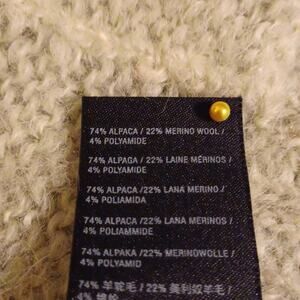 74% ALPACA / 22% MERINO WOOL /
4% POLYAMIDE
74% ALPAGA / 22% LAINE MÉRINOS /
4% POLYAMIDE
74% ALPACA /22% LANA MERINO /
4% POLIAMIDA
74% ALPACA / 22% LANA MERINOS /
4% POLIAMMIDE
74% ALPAKA /22% MERINOWOLLE /
4% POLYAMID
74% 羊驼毛 / 22% 美利奴羊毛 /
4%